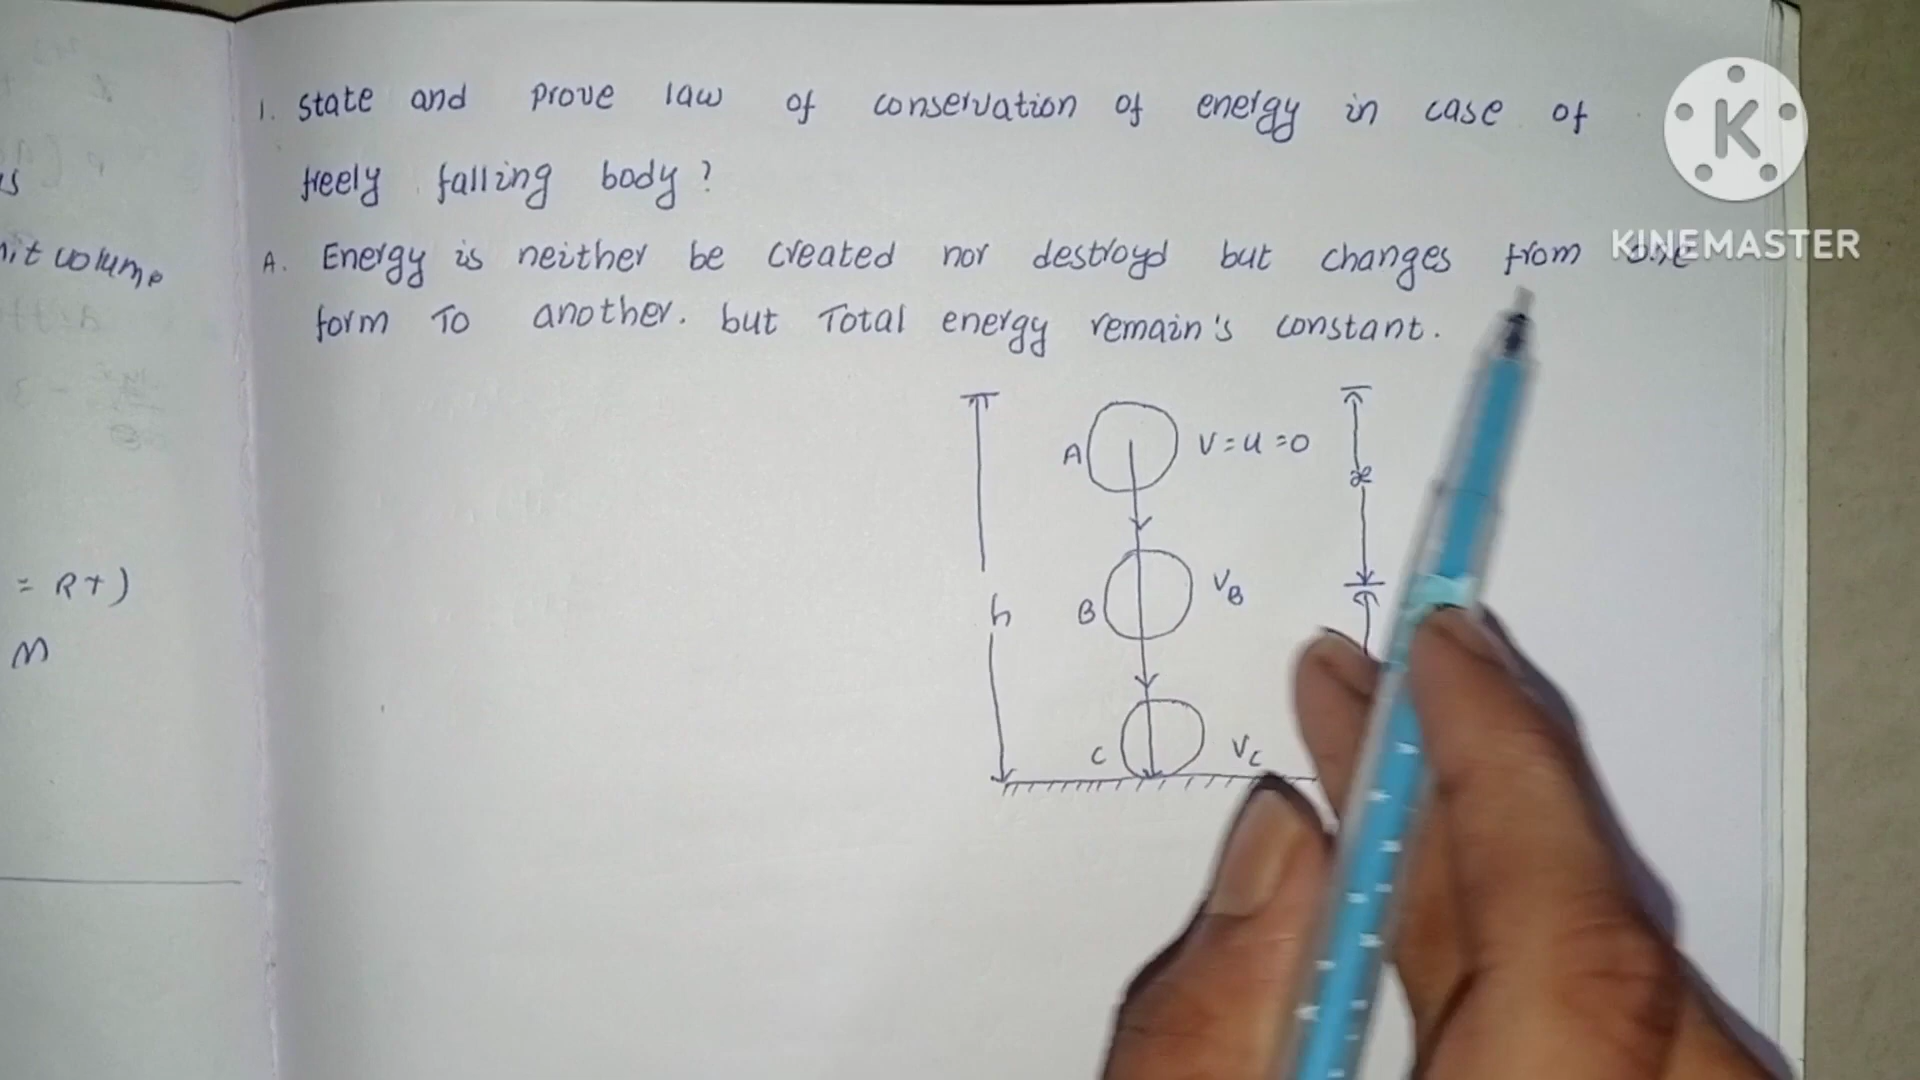 1. State and prove law of conservation of energy in case of
freely falling body?
A. Energy is neither be created nor destroyd but changes from one
form To another. but Total energy remain's constant.
A V=u=0
x
B VB
h
C VC
nit volume
= RT)
M
K
KINEMASTER